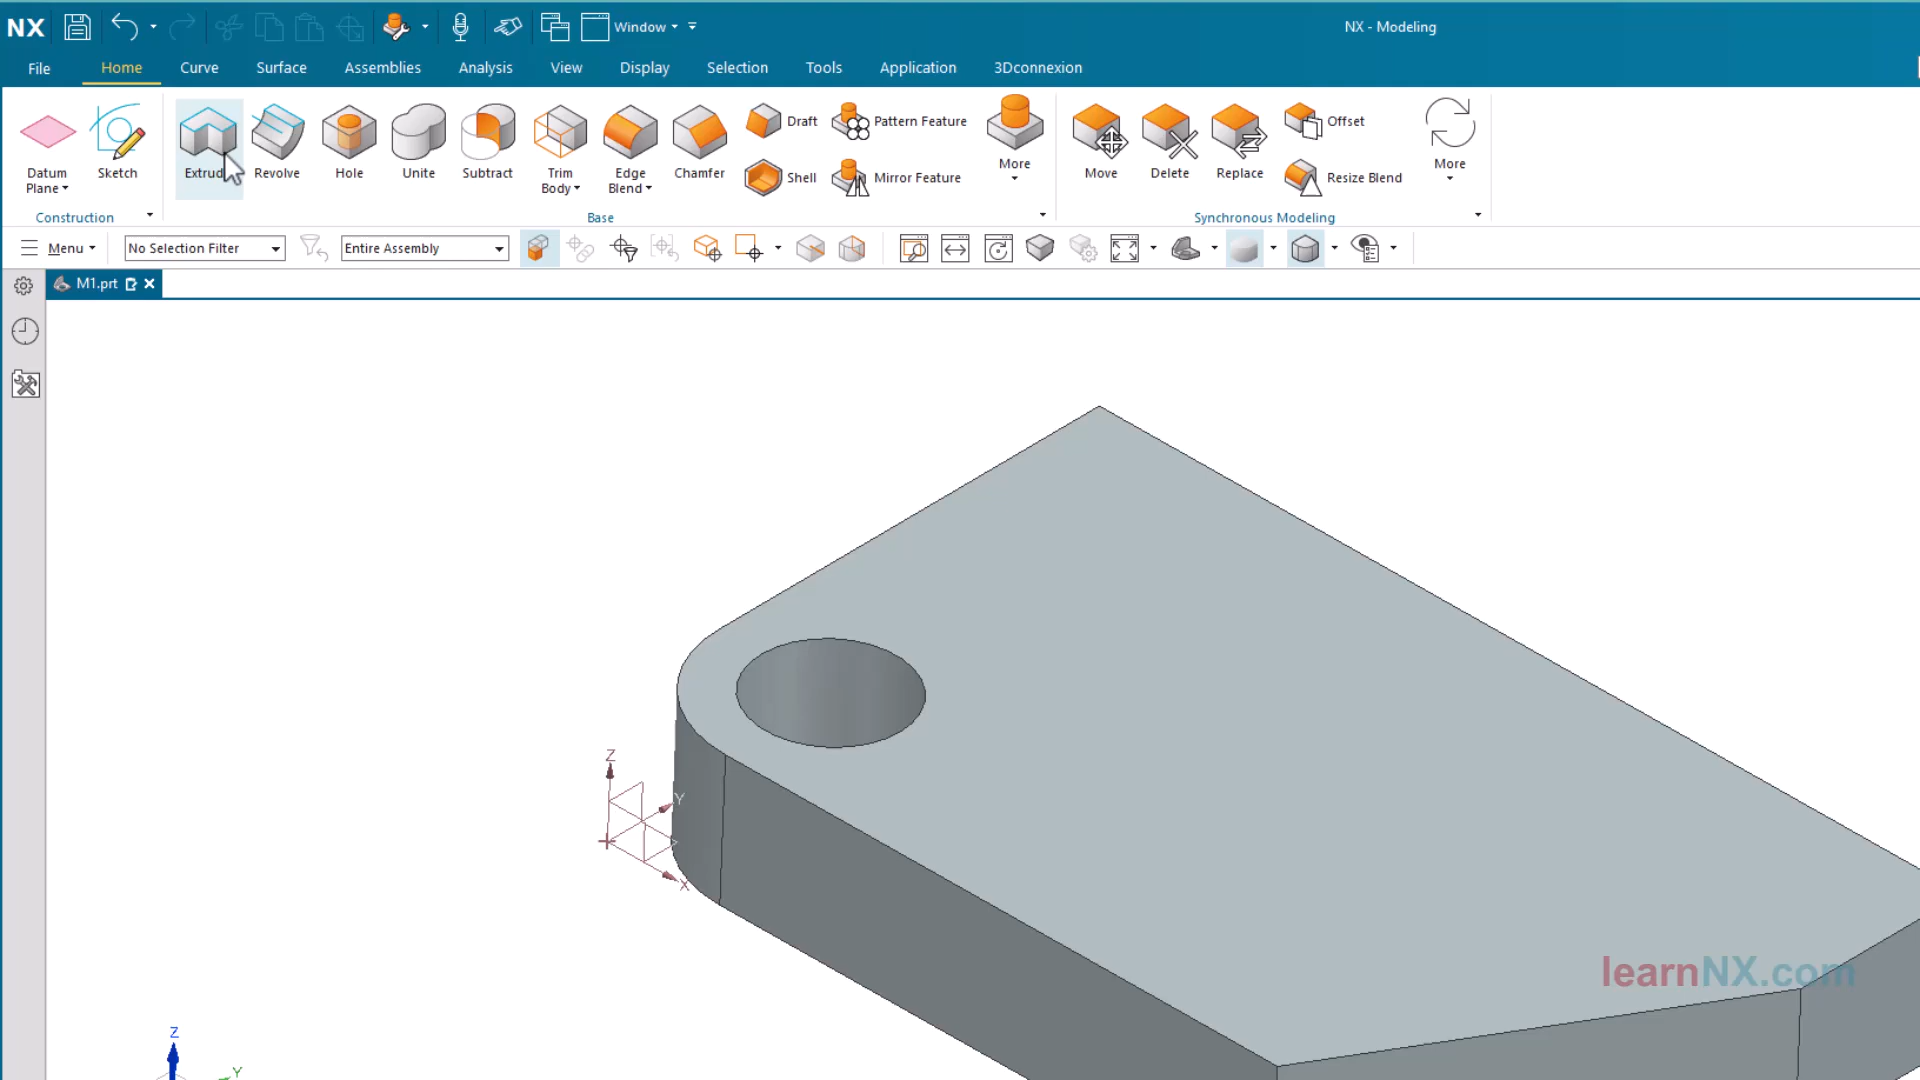 NX
Window
NX - Modeling
File
Home
Curve
Surface
Assemblies
Analysis
View
Display
Selection
Tools
Application
3Dconnexion
Datum
Plane
Sketch
Revolve
Hole
Unite
Subtract
Trim
Body
Edge
Blend
Chamfer
Draft
Shell
Pattern Feature
Mirror Feature
More
Move
Delete
Replace
Offset
Resize Blend
More
Construction
Base
Synchronous Modeling
Menu
No Selection Filter
Entire Assembly
M1.prt
Z
Y
X
learnNX.com
Z
Y